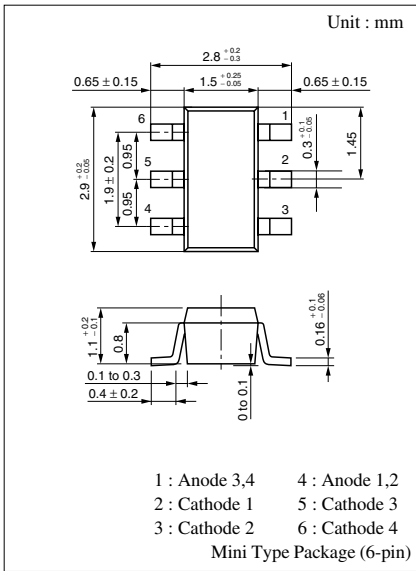 Unit : mm
2.8 +0.2 −0.3
0.65 ± 0.15 1.5 +0.25 −0.05 0.65 ± 0.15
6 1
5 2
4 3
2.9 +0.2 −0.05
1.9 ± 0.2
0.95
0.95
0.3 +0.1 −0.05
1.45
1.1 +0.2 −0.1
0.8
0.16 +0.1 −0.06
0.1 to 0.3
0.4 ± 0.2
0 to 0.1
1 : Anode 3,4 4 : Anode 1,2
2 : Cathode 1 5 : Cathode 3
3 : Cathode 2 6 : Cathode 4
Mini Type Package (6-pin)